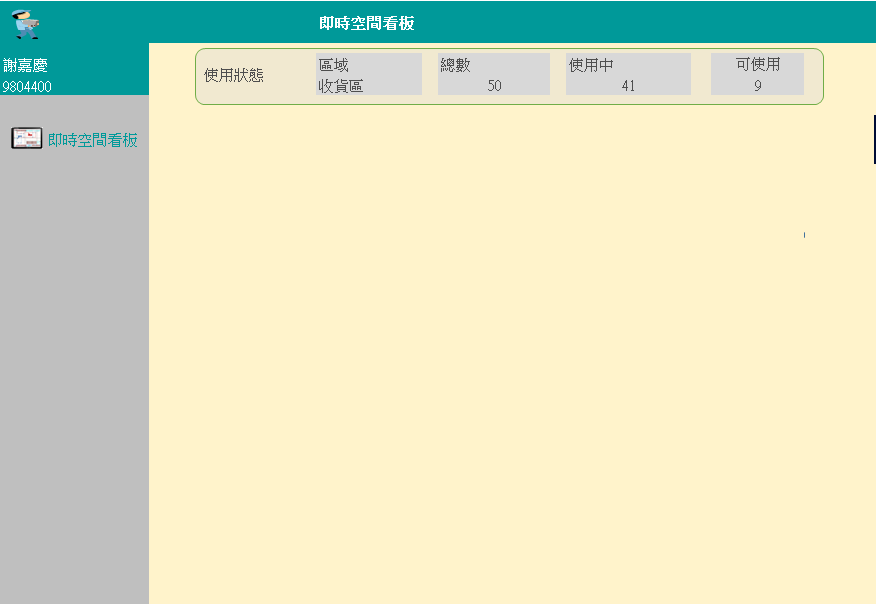 即時空間看板
謝嘉慶
9804400
即時空間看板
使用狀態
區域
收貨區
總數
50
使用中
41
可使用
9